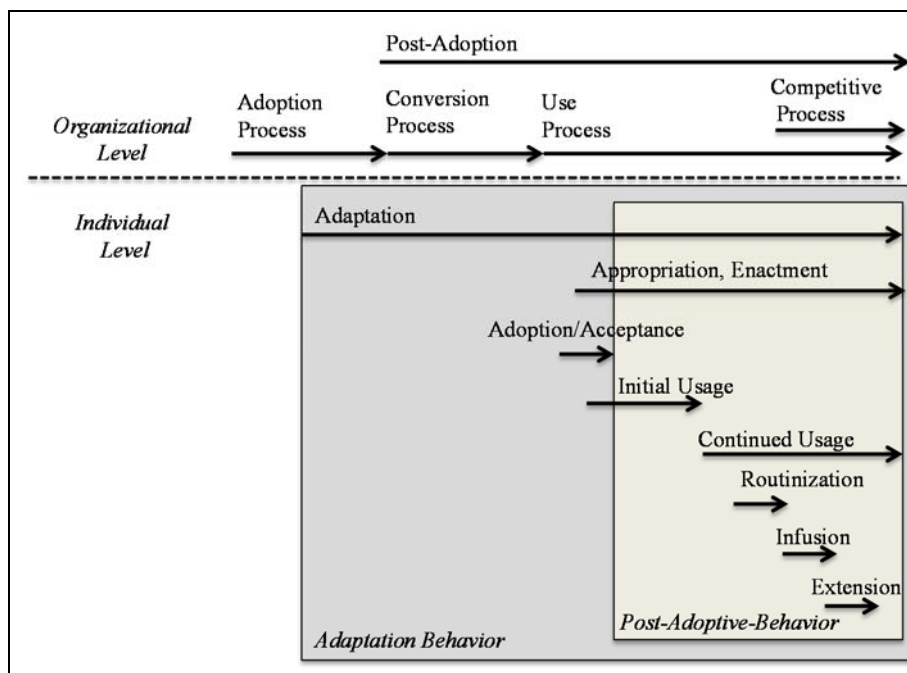 Post-Adoption
Adoption
Process
Conversion
Process
Use
Process
Competitive
Process
Organizational
Level
Individual
Level
Adaptation
Appropriation, Enactment
Adoption/Acceptance
Initial Usage
Continued Usage
Routinization
Infusion
Extension
Adaptation Behavior
Post-Adoptive-Behavior